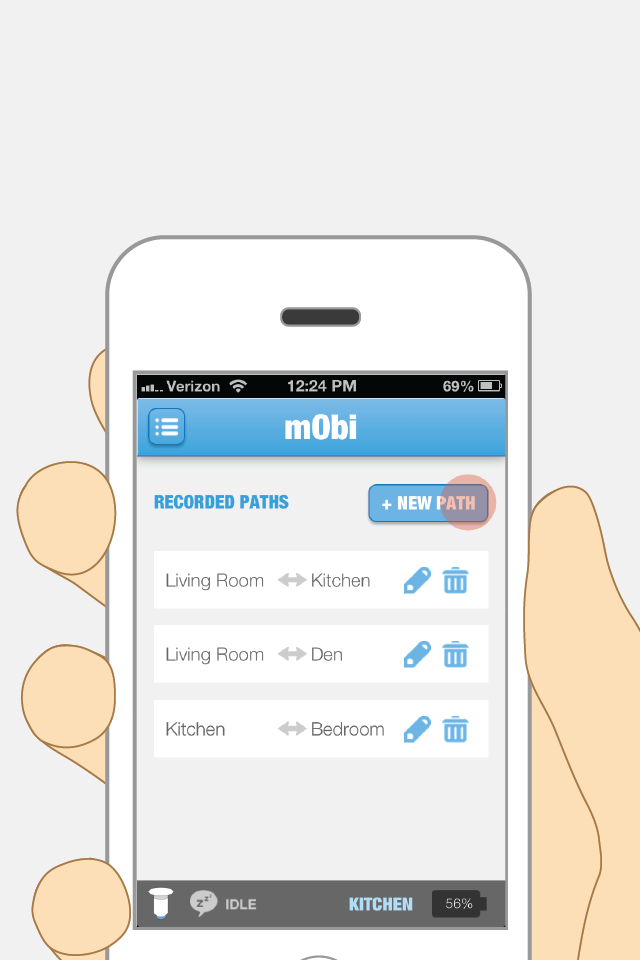 Verizon 12:24 PM 69%
m0bi
RECORDED PATHS + NEW PATH
Living Room Kitchen
Living Room Den
Kitchen Bedroom
zzz IDLE KITCHEN 56%